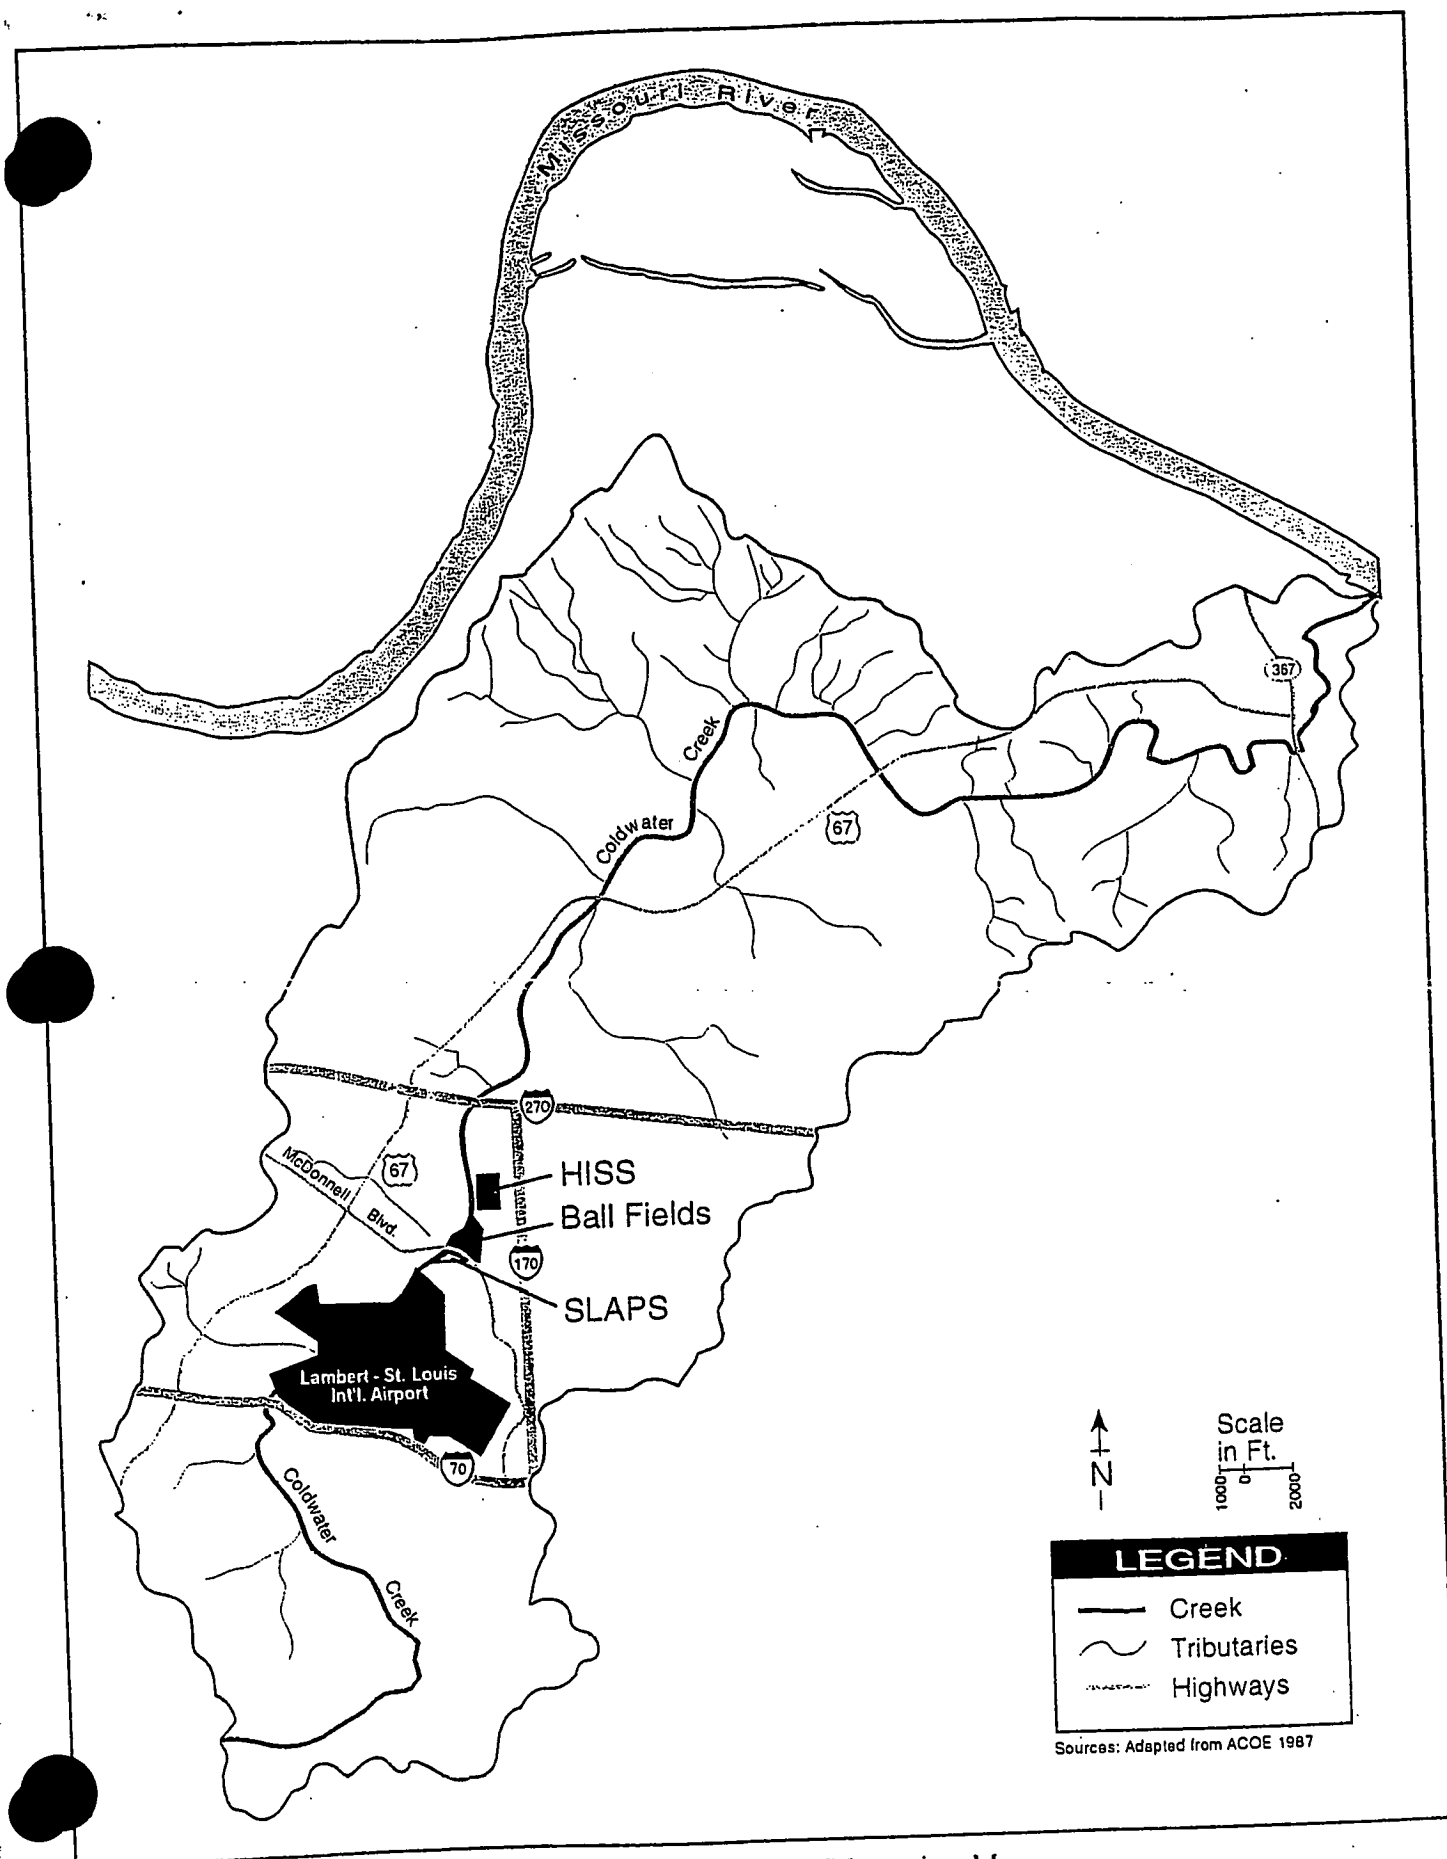 Missouri River
367
Creek
Coldwater
67
270
McDonnell
Blvd.
67
HISS
Ball Fields
170
SLAPS
Lambert - St. Louis
Int'l. Airport
70
Coldwater
Creek
N
Scale
in Ft.
1000
0
2000
LEGEND
Creek
Tributaries
Highways
Sources: Adapted from ACOE 1987